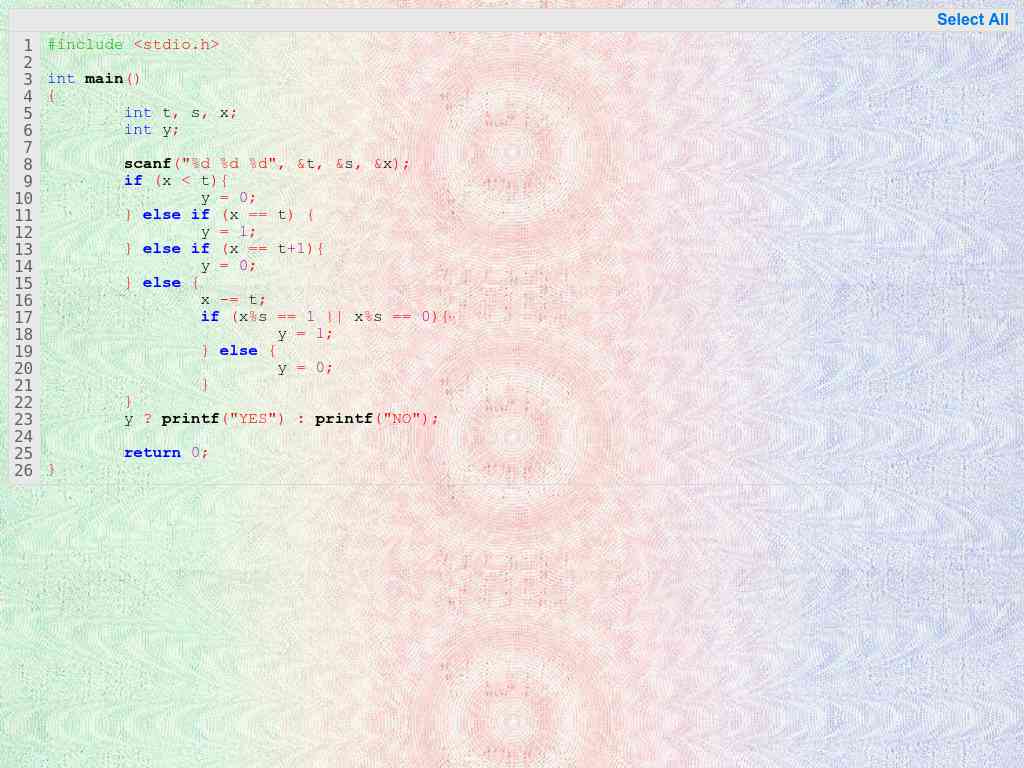 Select All
1 #include <stdio.h>
2
3 int main()
4 {
5 int t, s, x;
6 int y;
7
8 scanf("%d %d %d", &t, &s, &x);
9 if (x < t){
10 y = 0;
11 } else if (x == t) {
12 y = 1;
13 } else if (x == t+1){
14 y = 0;
15 } else {
16 x -= t;
17 if (x%s == 1 || x%s == 0){
18 y = 1;
19 } else {
20 y = 0;
21 }
22 }
23 y ? printf("YES") : printf("NO");
24
25 return 0;
26 }